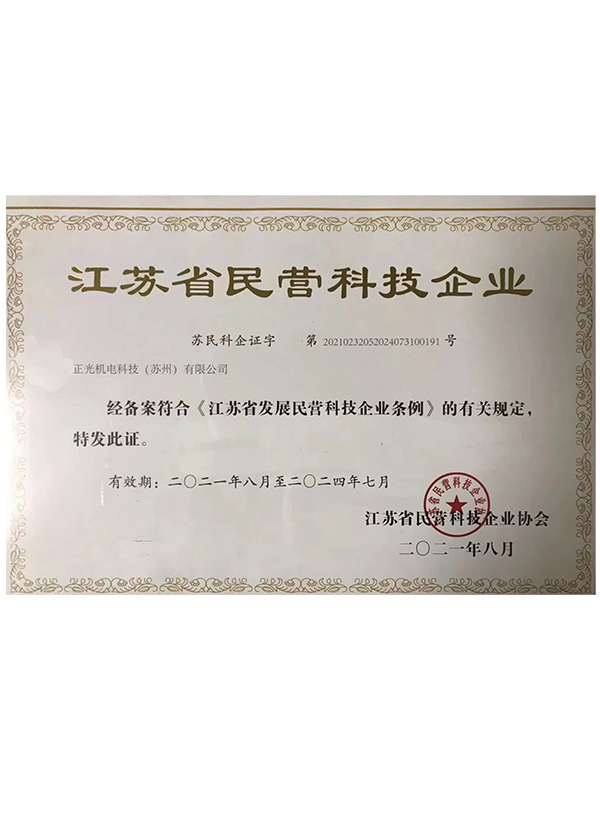 江苏省民营科技企业
苏民科企证字 第 20210232052024073100191 号
正光机电科技（苏州）有限公司
经备案符合《江苏省发展民营科技企业条例》的有关规定，
特发此证。
有效期：二〇二一年八月至二〇二四年七月
江苏省民营科技企业协会
二〇二一年八月